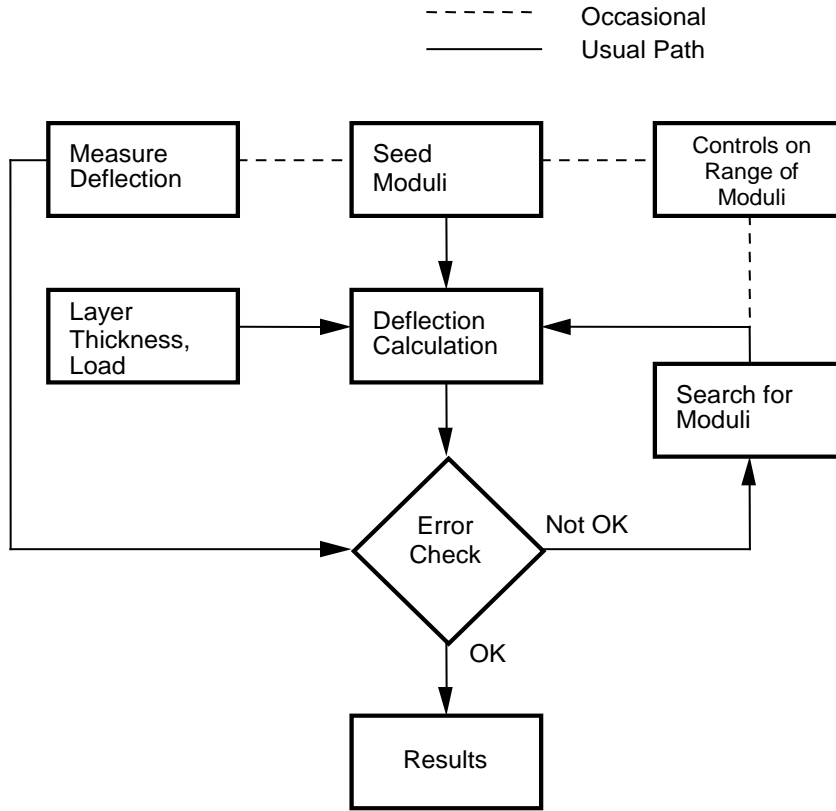 Occasional
Usual Path
Measure
Deflection
Seed
Moduli
Controls on
Range of
Moduli
Layer
Thickness,
Load
Deflection
Calculation
Search for
Moduli
Error
Check
Not OK
OK
Results